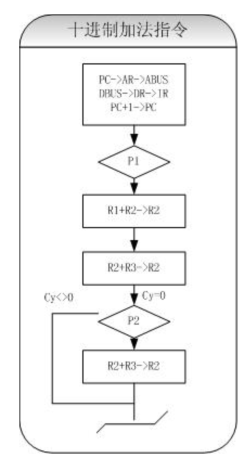 十进制加法指令
PC->AR->ABUS
DBUS->DR->IR
PC+1->PC
P1
R1+R2->R2
R2+R3->R2
Cy<>0
Cy=0
P2
R2+R3->R2